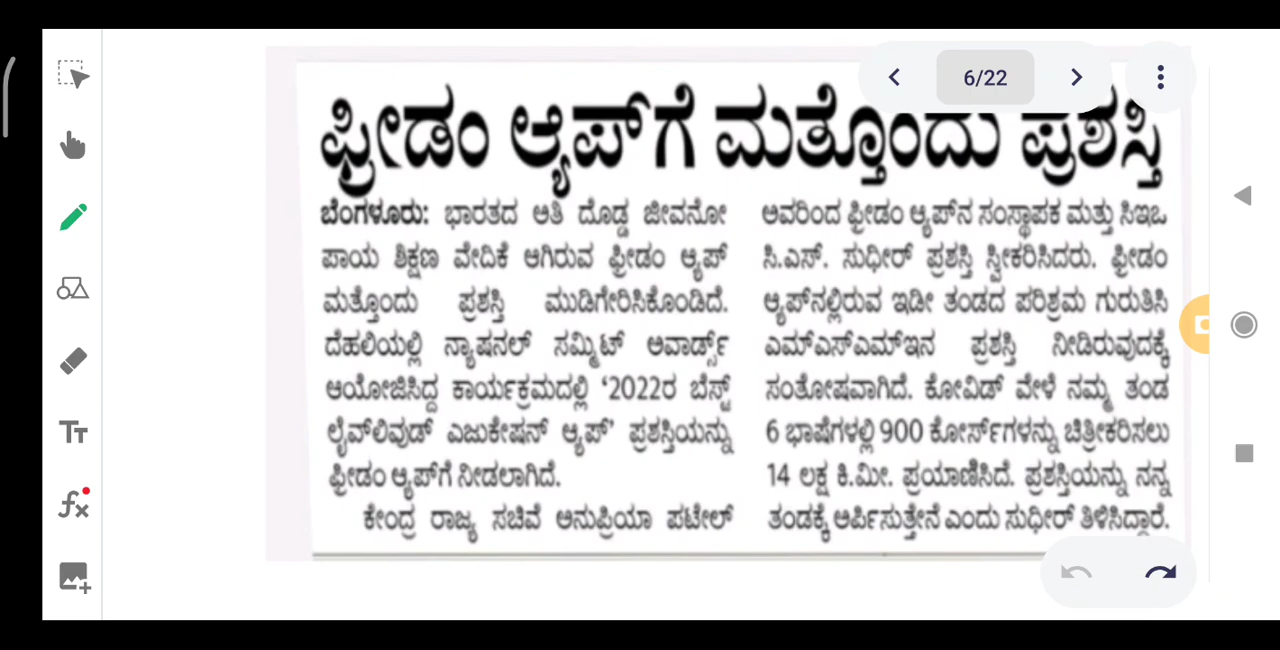 6/22
ಫ್ರೀಡಂ ಆ್ಯಪ್‌ಗೆ ಮತ್ತೊಂದು ಪ್ರಶಸ್ತಿ
ಬೆಂಗಳೂರು: ಭಾರತದ ಅತಿ ದೊಡ್ಡ ಜೀವನೋ
ಪಾಯ ಶಿಕ್ಷಣ ವೇದಿಕೆ ಆಗಿರುವ ಫ್ರೀಡಂ ಆ್ಯಪ್
ಮತ್ತೊಂದು ಪ್ರಶಸ್ತಿ ಮುಡಿಗೇರಿಸಿಕೊಂಡಿದೆ.
ದೆಹಲಿಯಲ್ಲಿ ನ್ಯಾಷನಲ್ ಸಮ್ಮಿಟ್ ಅವಾರ್ಡ್ಸ್
ಆಯೋಜಿಸಿದ್ದ ಕಾರ್ಯಕ್ರಮದಲ್ಲಿ ‘2022ರ ಬೆಸ್ಟ್
ಲೈವ್‌ಲಿವುಡ್ ಎಜುಕೇಷನ್ ಆ್ಯಪ್’ ಪ್ರಶಸ್ತಿಯನ್ನು
ಫ್ರೀಡಂ ಆ್ಯಪ್‌ಗೆ ನೀಡಲಾಗಿದೆ.
ಕೇಂದ್ರ ರಾಜ್ಯ ಸಚಿವೆ ಅನುಪ್ರಿಯಾ ಪಟೇಲ್
ಅವರಿಂದ ಫ್ರೀಡಂ ಆ್ಯಪ್‌ನ ಸಂಸ್ಥಾಪಕ ಮತ್ತು ಸಿಇಒ
ಸಿ.ಎಸ್. ಸುಧೀರ್ ಪ್ರಶಸ್ತಿ ಸ್ವೀಕರಿಸಿದರು. ಫ್ರೀಡಂ
ಆ್ಯಪ್‌ನಲ್ಲಿರುವ ಇಡೀ ತಂಡದ ಪರಿಶ್ರಮ ಗುರುತಿಸಿ
ಎಮ್‌ಎಸ್‌ಎಮ್‌ಇನ ಪ್ರಶಸ್ತಿ ನೀಡಿರುವುದಕ್ಕೆ
ಸಂತೋಷವಾಗಿದೆ. ಕೋವಿಡ್ ವೇಳೆ ನಮ್ಮ ತಂಡ
6 ಭಾಷೆಗಳಲ್ಲಿ 900 ಕೋರ್ಸ್‌ಗಳನ್ನು ಚಿತ್ರೀಕರಿಸಲು
14 ಲಕ್ಷ ಕಿ.ಮೀ. ಪ್ರಯಾಣಿಸಿದೆ. ಪ್ರಶಸ್ತಿಯನ್ನು ನನ್ನ
ತಂಡಕ್ಕೆ ಅರ್ಪಿಸುತ್ತೇನೆ ಎಂದು ಸುಧೀರ್ ತಿಳಿಸಿದ್ದಾರೆ.
Tт
fx